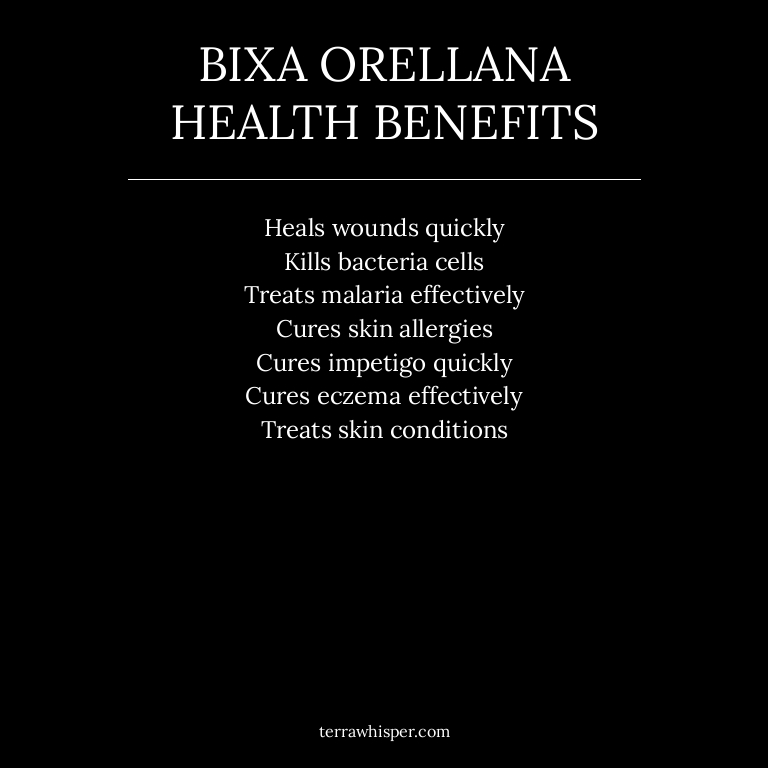 BIXA ORELLANA
HEALTH BENEFITS
Heals wounds quickly
Kills bacteria cells
Treats malaria effectively
Cures skin allergies
Cures impetigo quickly
Cures eczema effectively
Treats skin conditions
terrawhisper.com